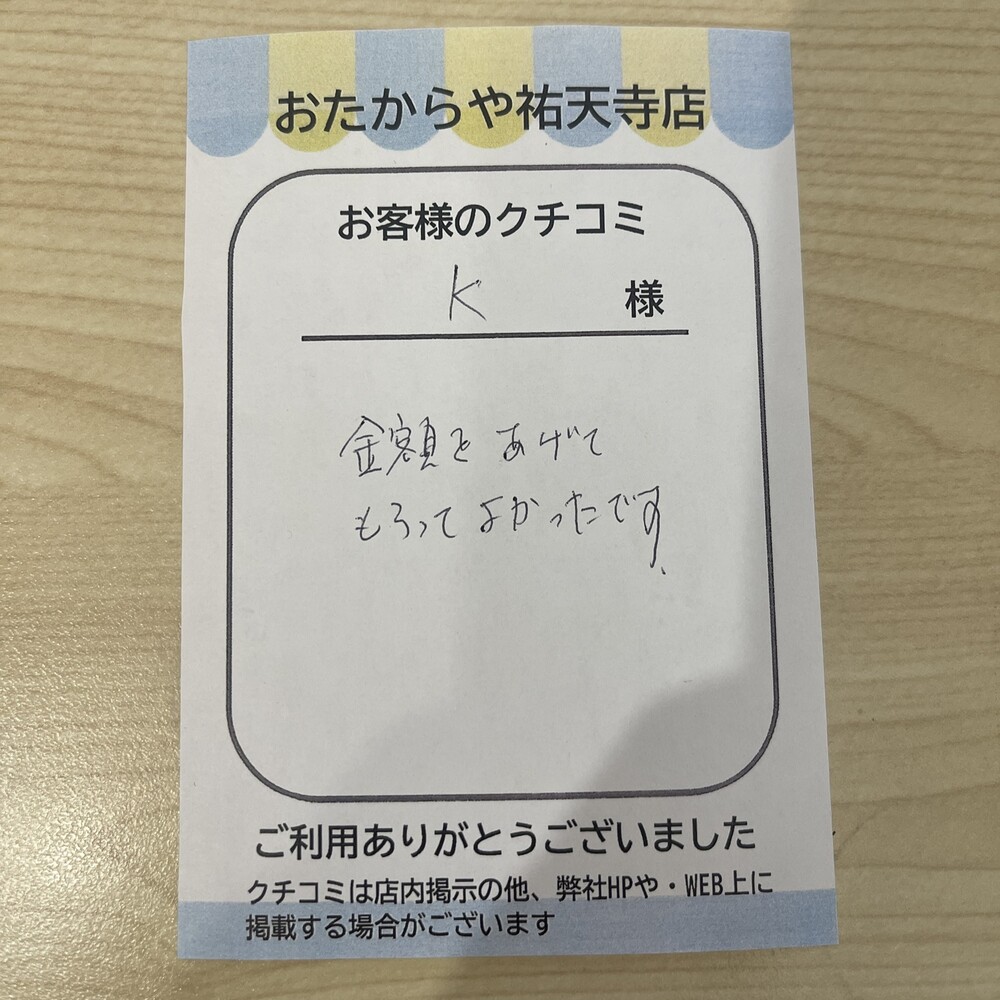 おたからや祐天寺店
お客様のクチコミ
K 様
金額をあげて
もらってよかったです.
ご利用ありがとうございました
クチコミは店内掲示の他、弊社HPや・WEB上に
掲載する場合がございます